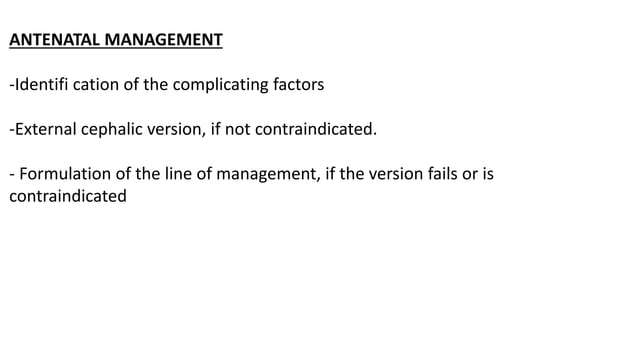 ANTENATAL MANAGEMENT
-Identifi cation of the complicating factors
-External cephalic version, if not contraindicated.
- Formulation of the line of management, if the version fails or is
contraindicated